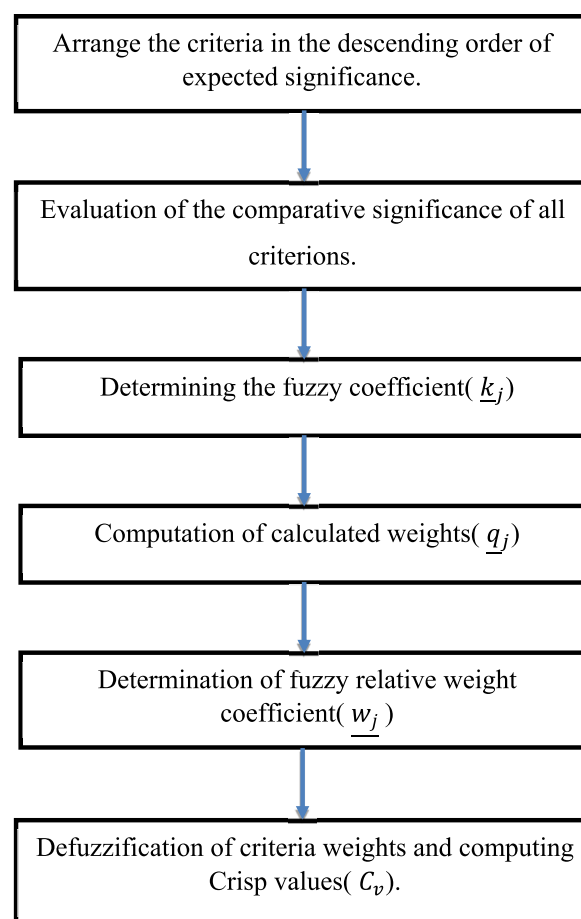 Arrange the criteria in the descending order of
expected significance.
Evaluation of the comparative significance of all
criterions.
Determining the fuzzy coefficient( k_j)
Computation of calculated weights( q_j)
Determination of fuzzy relative weight
coefficient( w_j )
Defuzzification of criteria weights and computing
Crisp values( C_v).